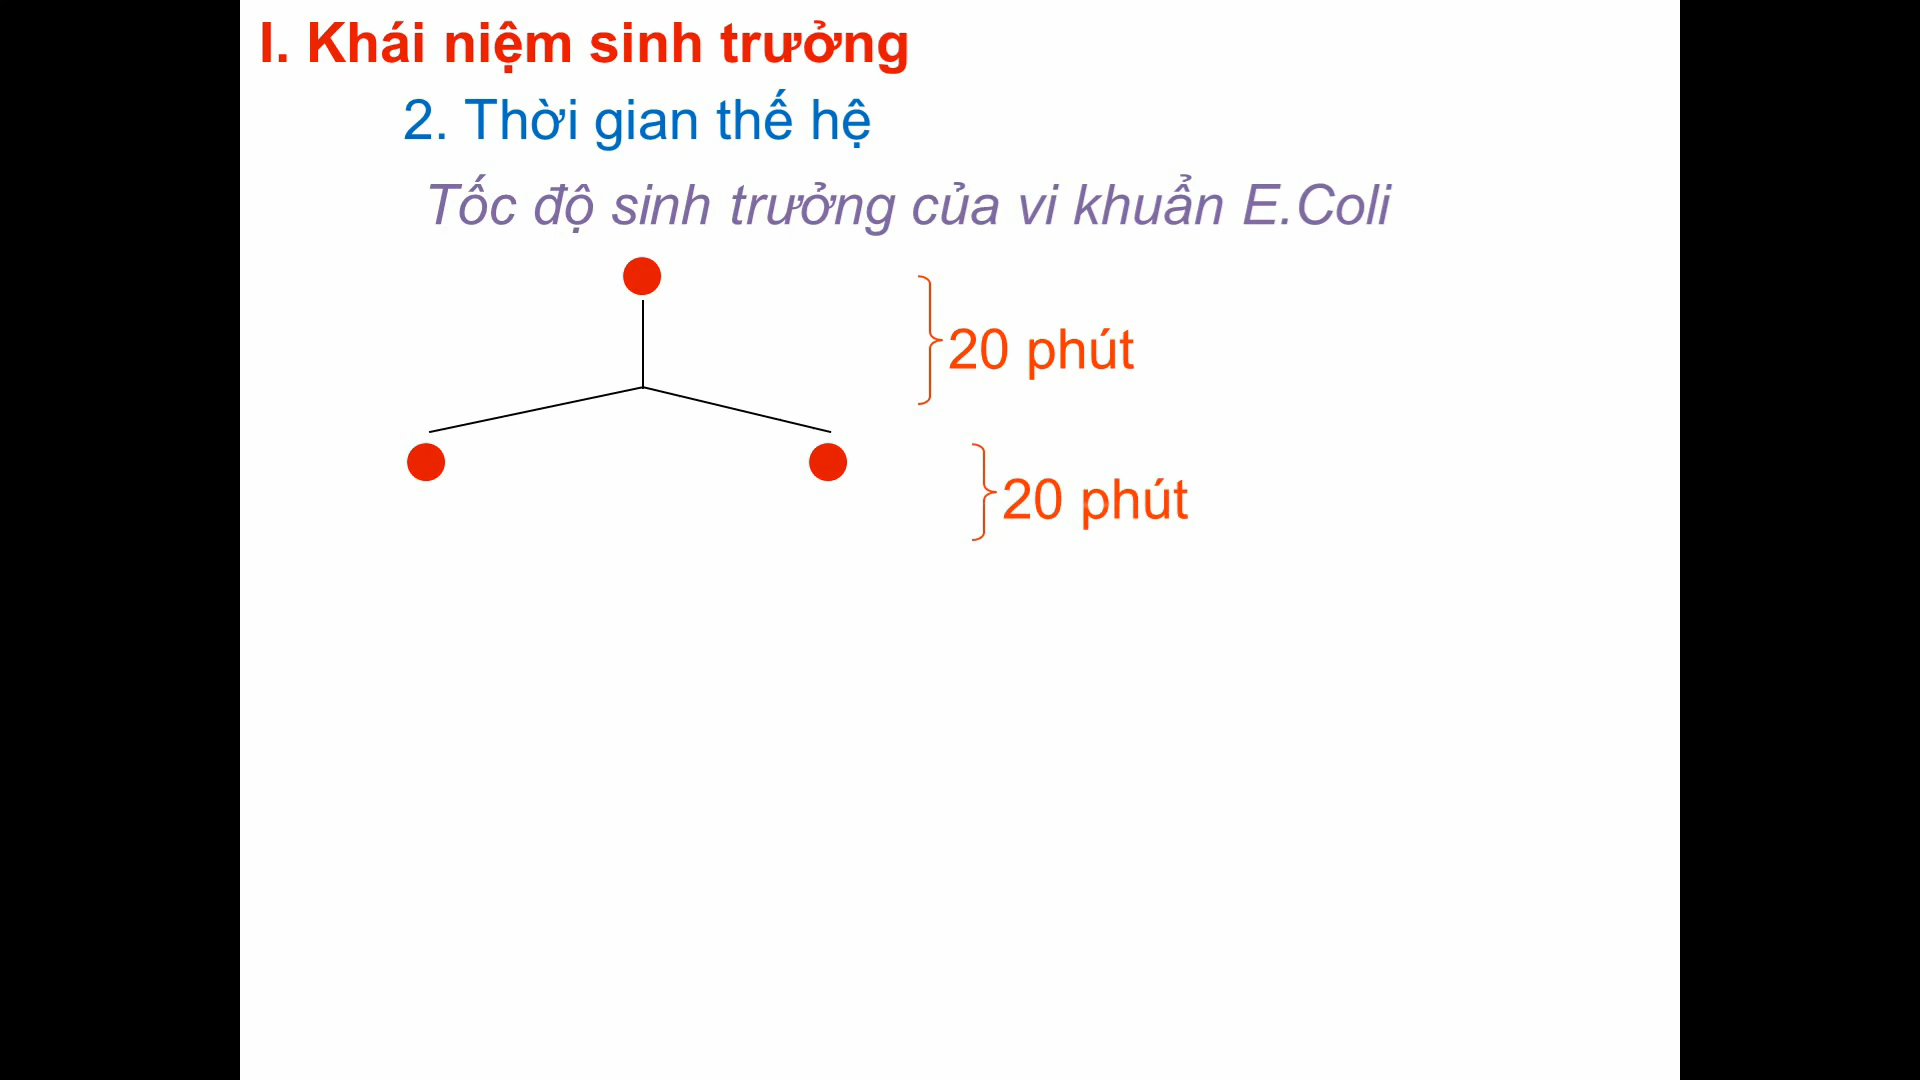 I. Khái niệm sinh trưởng
2. Thời gian thế hệ
Tốc độ sinh trưởng của vi khuẩn E.Coli
20 phút
20 phút